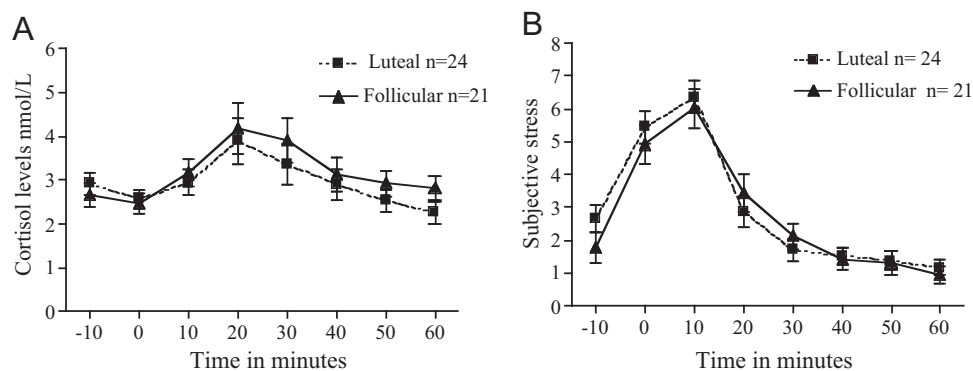 A
Cortisol levels nmol/L
6
5
4
3
2
1
0
Luteal n=24
Follicular n=21
-10 0 10 20 30 40 50 60
Time in minutes
B
Subjective stress
8
7
6
5
4
3
2
1
0
Luteal n= 24
Follicular n= 21
-10 0 10 20 30 40 50 60
Time in minutes